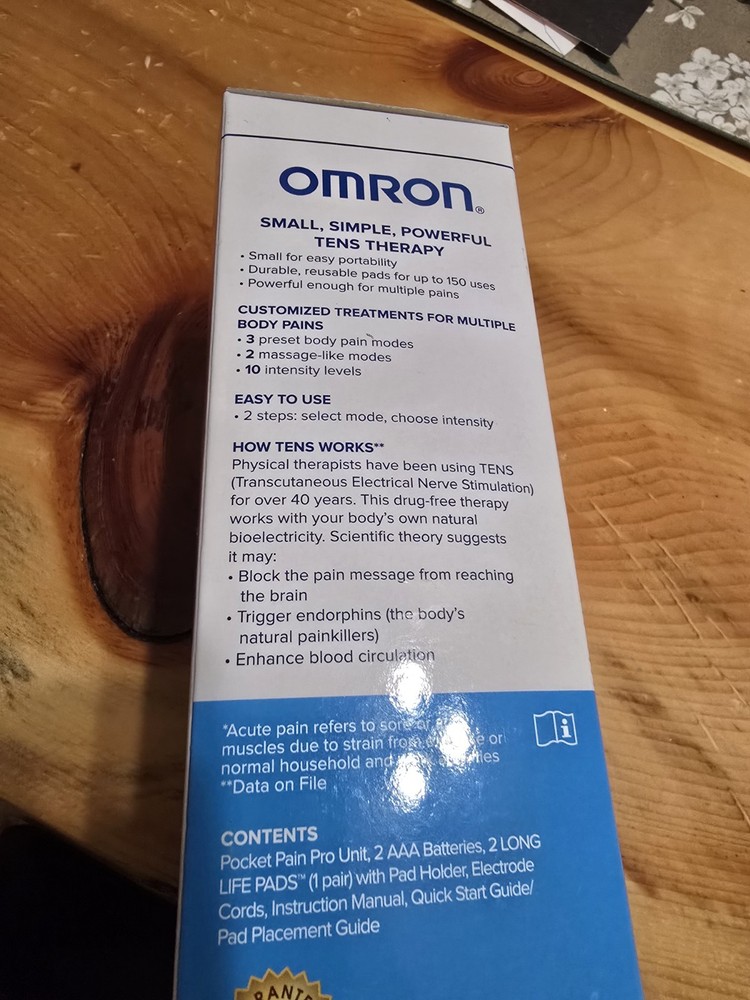 OMRON®
SMALL, SIMPLE, POWERFUL
TENS THERAPY
• Small for easy portability
• Durable, reusable pads for up to 150 uses
• Powerful enough for multiple pains
CUSTOMIZED TREATMENTS FOR MULTIPLE
BODY PAINS
• 3 preset body pain modes
• 2 massage-like modes
• 10 intensity levels
EASY TO USE
• 2 steps: select mode, choose intensity
HOW TENS WORKS**
Physical therapists have been using TENS
(Transcutaneous Electrical Nerve Stimulation)
for over 40 years. This drug-free therapy
works with your body's own natural
bioelectricity. Scientific theory suggests
it may:
• Block the pain message from reaching
the brain
• Trigger endorphins (the body's
natural painkillers)
• Enhance blood circulation
*Acute pain refers to sore or
muscles due to strain from or
normal household and
**Data on File
CONTENTS
Pocket Pain Pro Unit, 2 AAA Batteries, 2 LONG
LIFE PADS™ (1 pair) with Pad Holder, Electrode
Cords, Instruction Manual, Quick Start Guide/
Pad Placement Guide